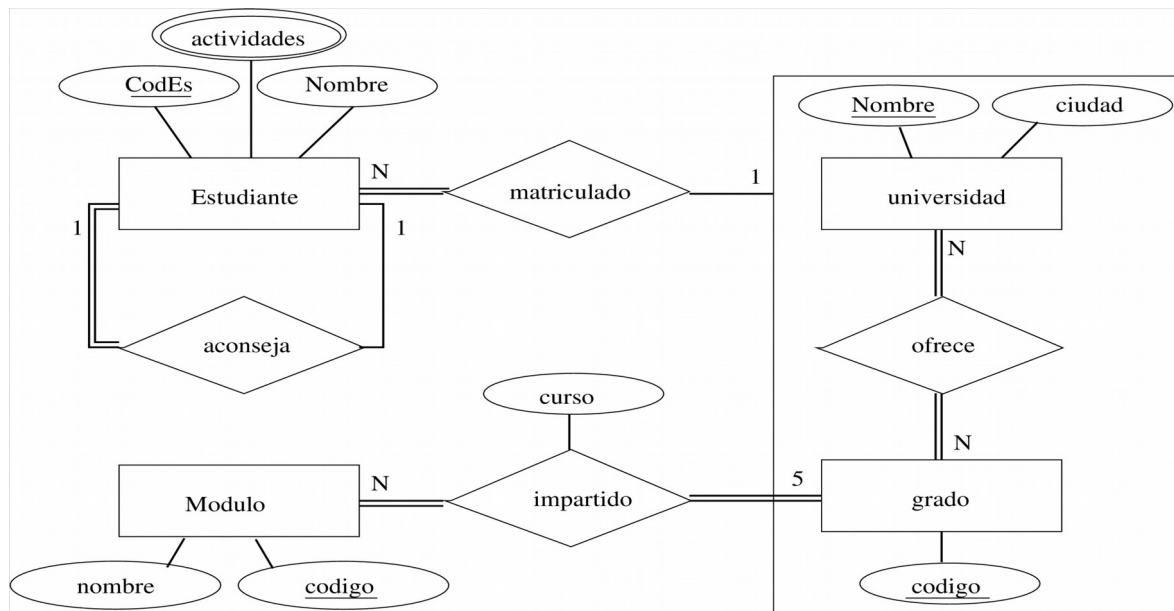 actividades
CodEs
Nombre
Nombre
ciudad
Estudiante
N
matriculado
1
universidad
1
1
N
aconseja
ofrece
curso
N
Modulo
N
impartido
5
grado
nombre
codigo
codigo